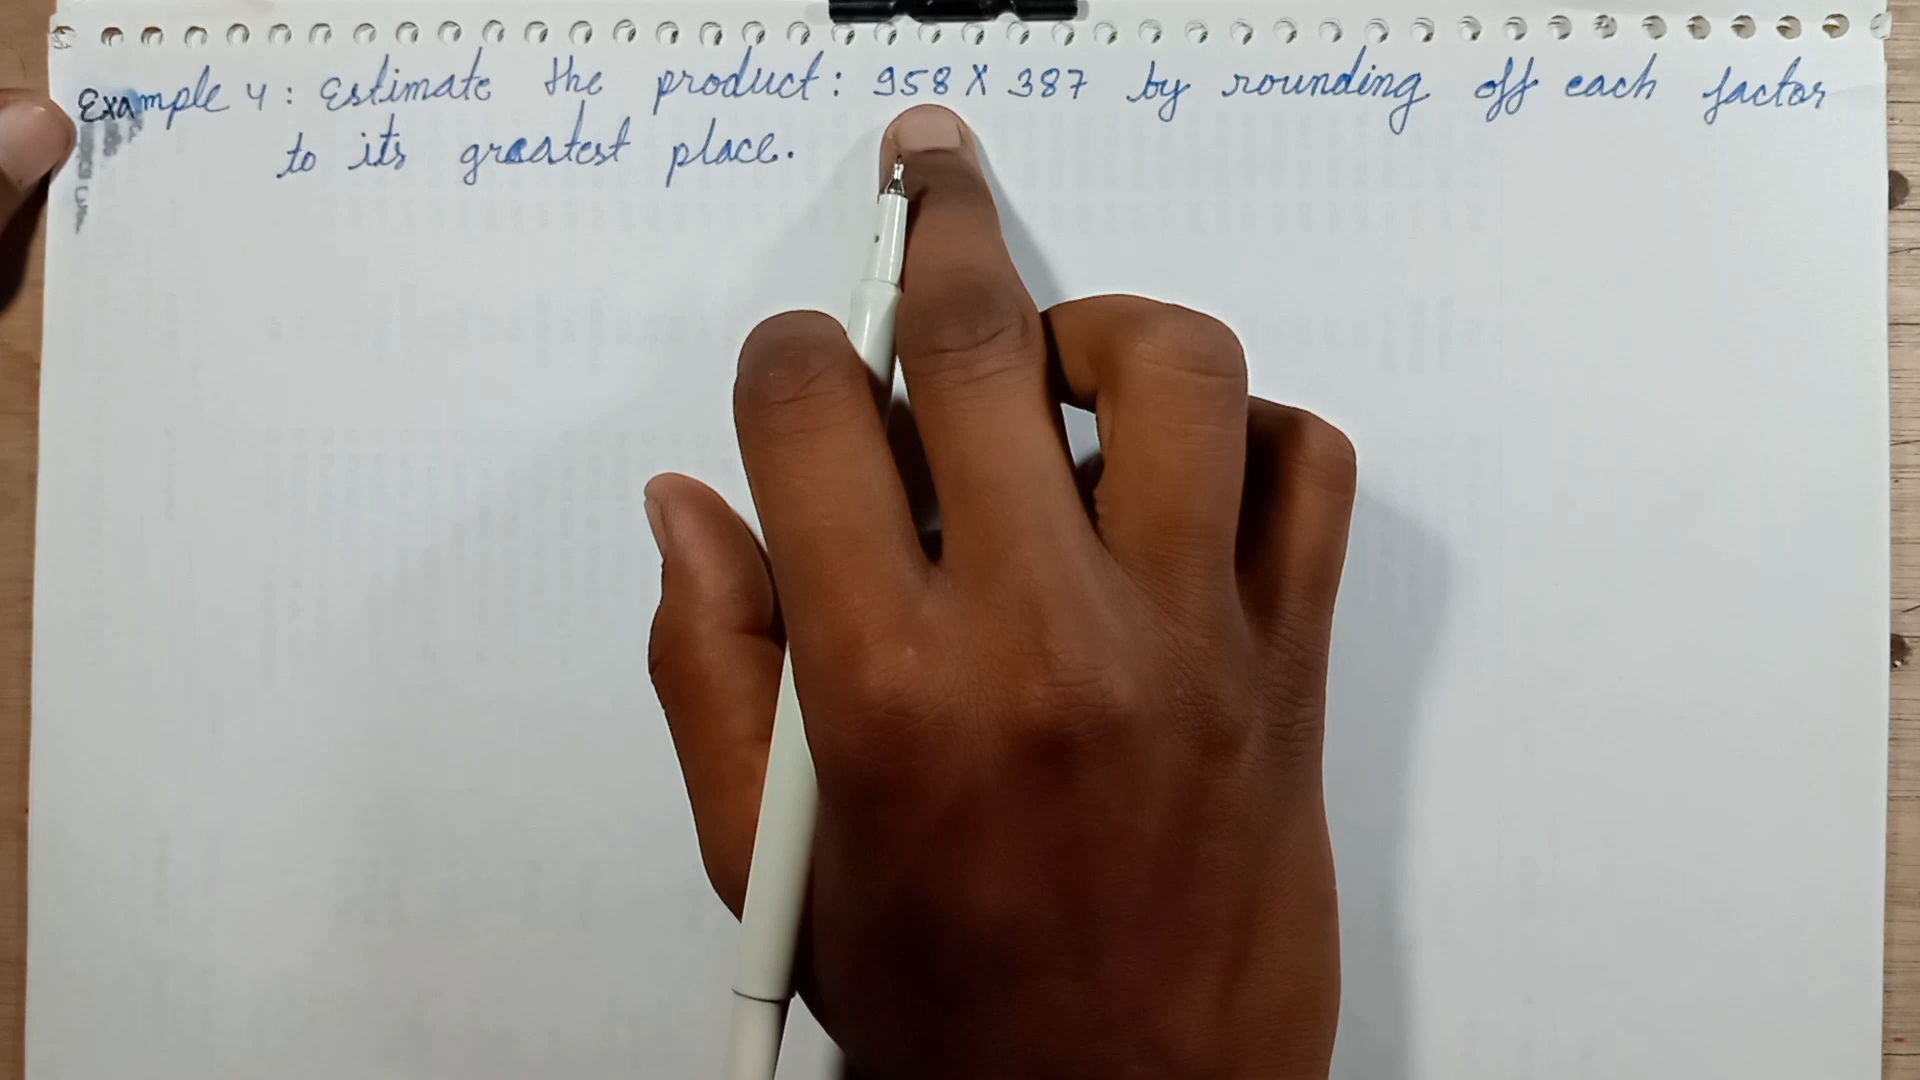 Example 4 : Estimate the product : 958 X 387 by rounding off each factor
to its greatest place.